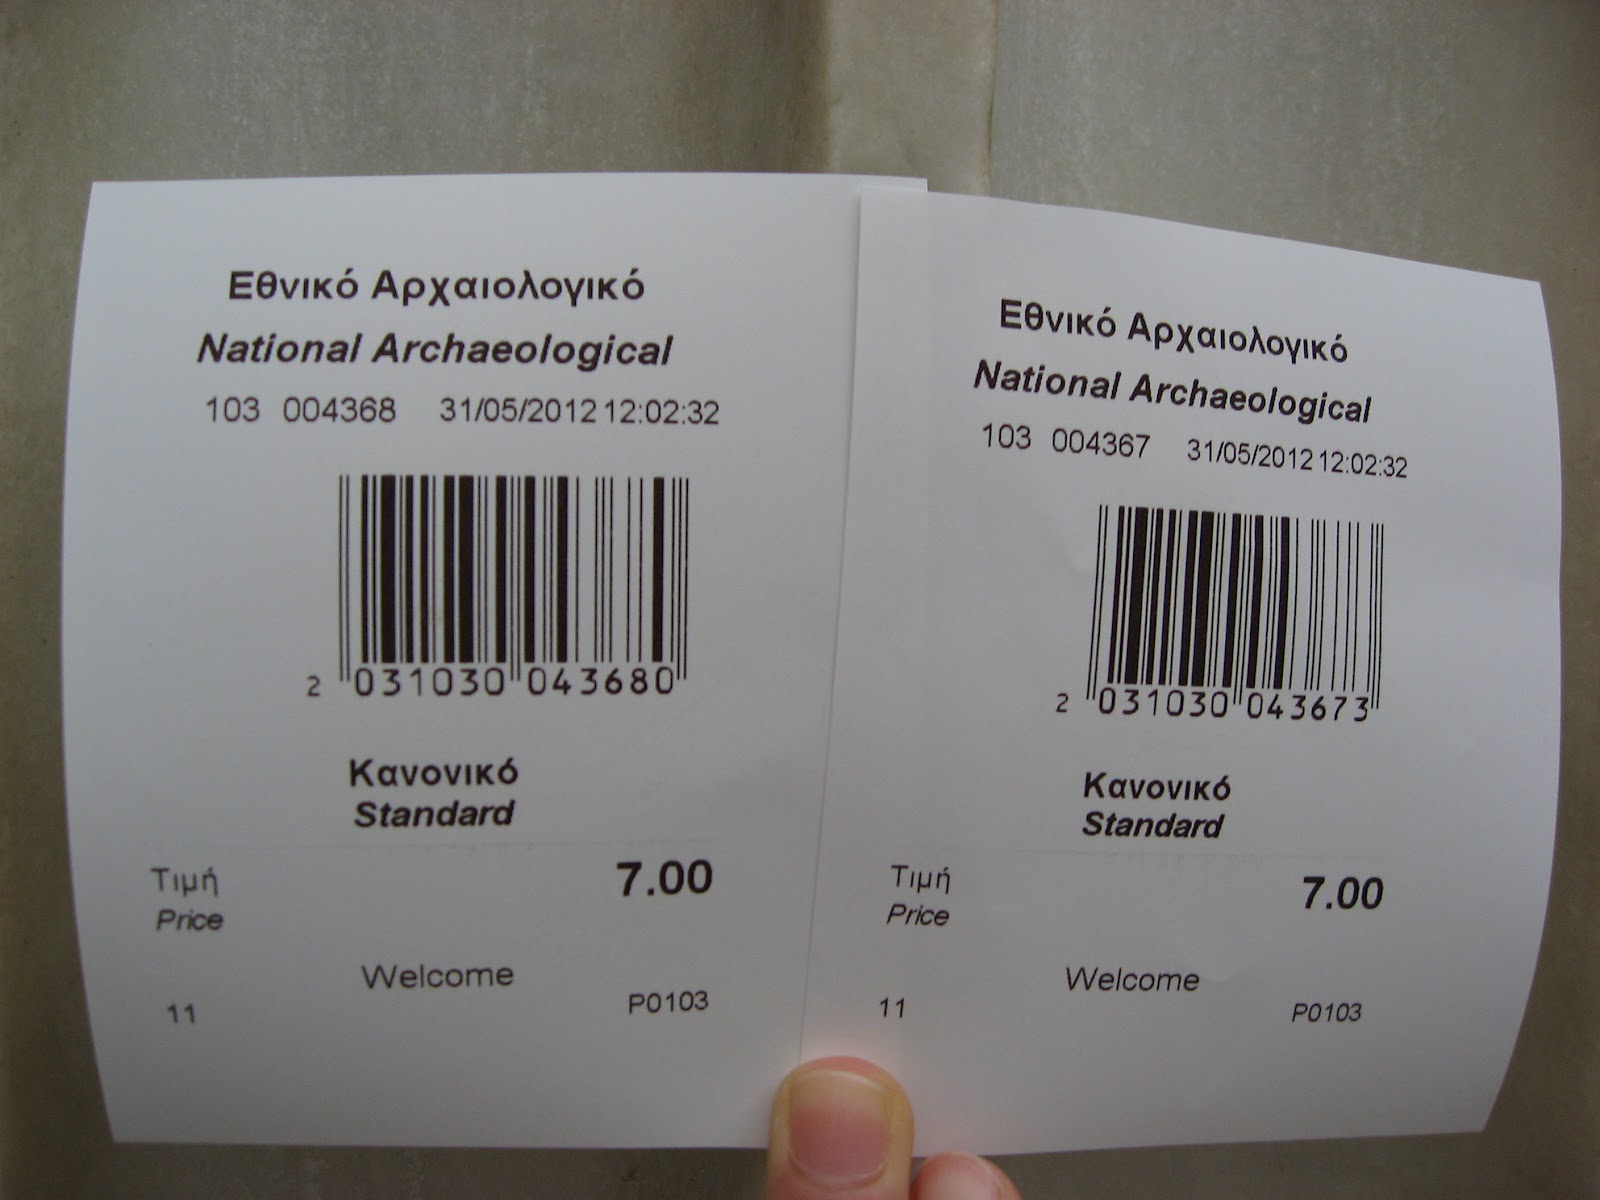 Εθνικό Αρχαιολογικό
National Archaeological
103 004368 31/05/2012 12:02:32
2 031030 043680
Κανονικό
Standard
Τιμή 7.00
Price
Welcome
11 P0103
Εθνικό Αρχαιολογικό
National Archaeological
103 004367 31/05/2012 12:02:32
2 031030 043673
Κανονικό
Standard
Τιμή 7.00
Price
Welcome
11 P0103